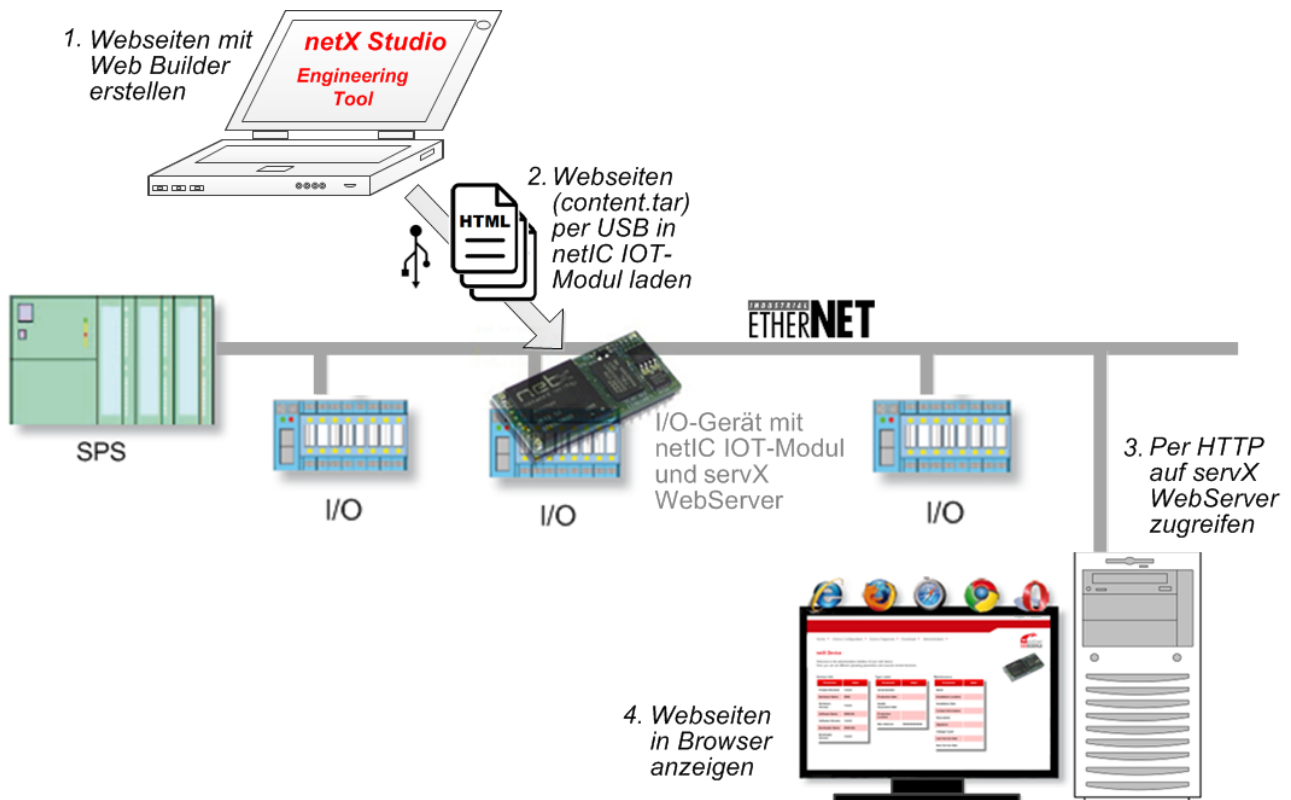 1. Webseiten mit
Web Builder
erstellen
netX Studio
Engineering
Tool
2. Webseiten
(content.tar)
per USB in
netIC IOT-
Modul laden
HTML
INDUSTRIAL
ETHERNET
netX
SPS
I/O
I/O
I/O-Gerät mit
netIC IOT-Modul
und servX
WebServer
I/O
3. Per HTTP
auf servX
WebServer
zugreifen
4. Webseiten
in Browser
anzeigen